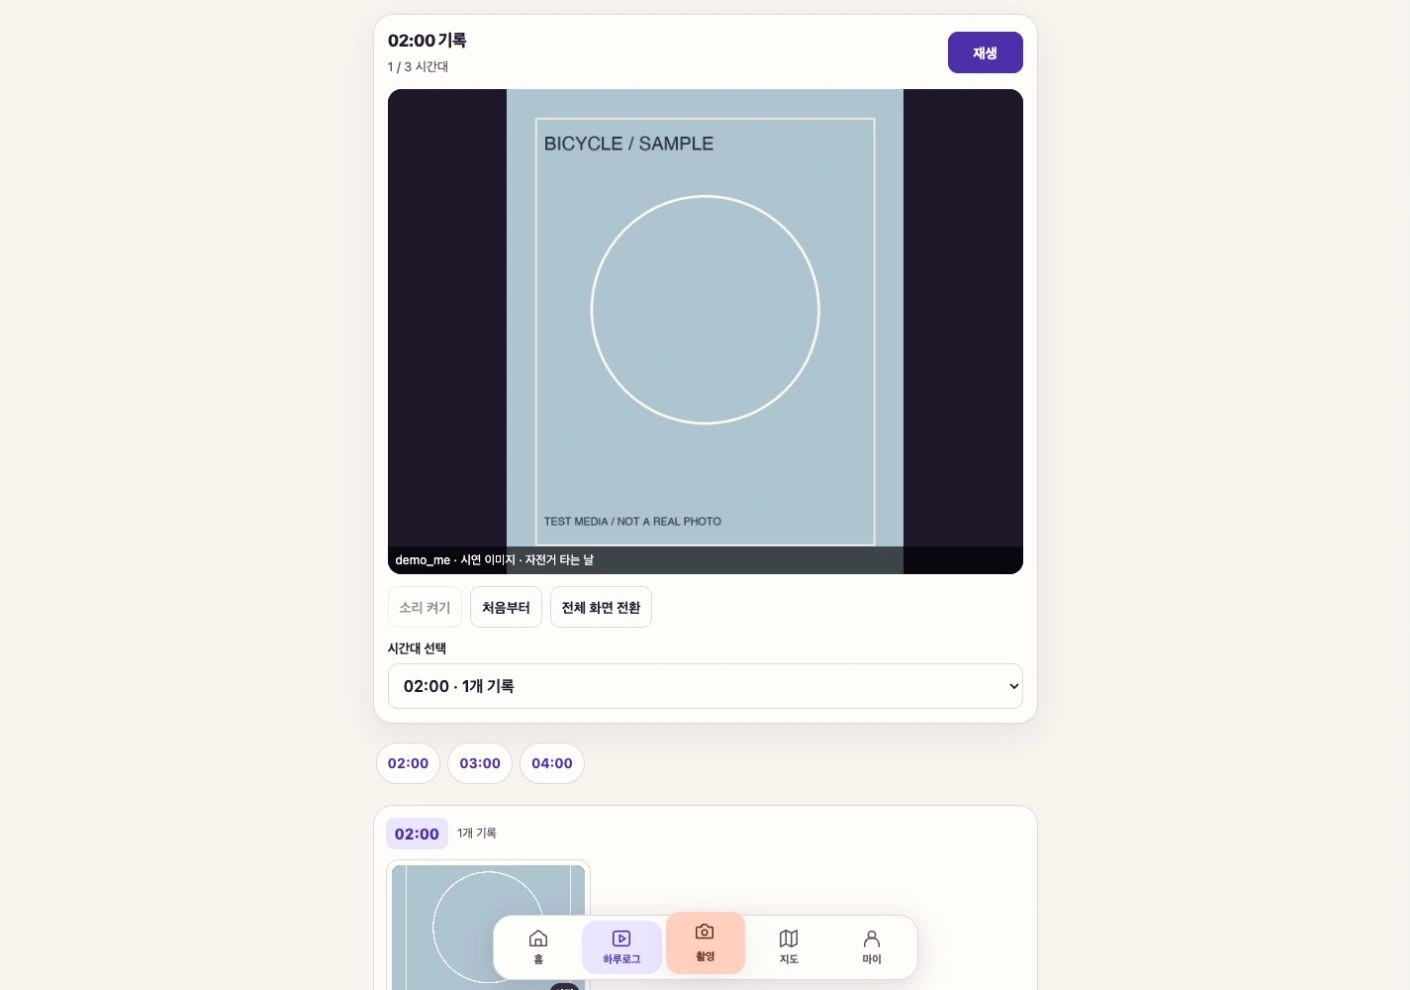 02:00 기록
1 / 3 시간대
재생
BICYCLE / SAMPLE
TEST MEDIA / NOT A REAL PHOTO
demo_me · 시연 이미지 · 자전거 타는 날
소리 켜기
처음부터
전체 화면 전환
시간대 선택
02:00 · 1개 기록
02:00
03:00
04:00
02:00
1개 기록
홈
하루로그
촬영
지도
마이